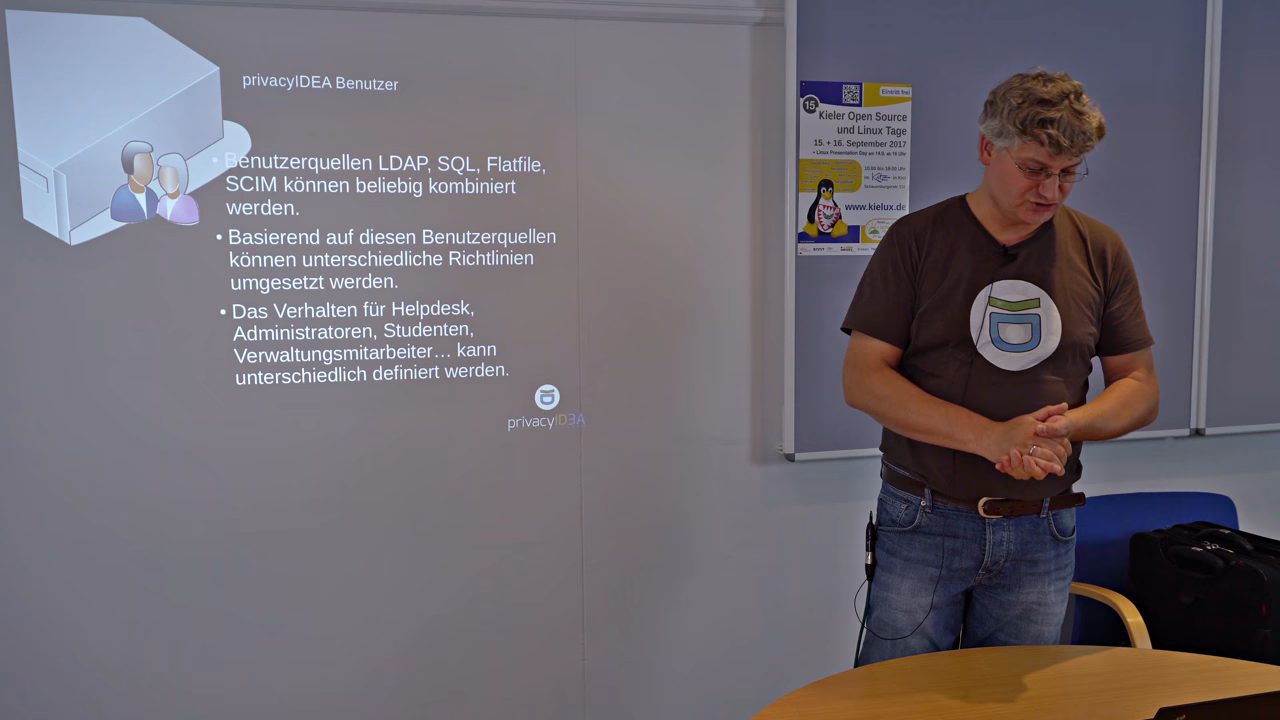 privacyIDEA Benutzer
• Benutzerquellen LDAP, SQL, Flatfile,
SCIM können beliebig kombiniert
werden.
• Basierend auf diesen Benutzerquellen
können unterschiedliche Richtlinien
umgesetzt werden.
• Das Verhalten für Helpdesk,
Administratoren, Studenten,
Verwaltungsmitarbeiter… kann
unterschiedlich definiert werden.
privacyID3A
Eintritt frei
15.
Kieler Open Source
und Linux Tage
15. + 16. September 2017
www.kielux.de